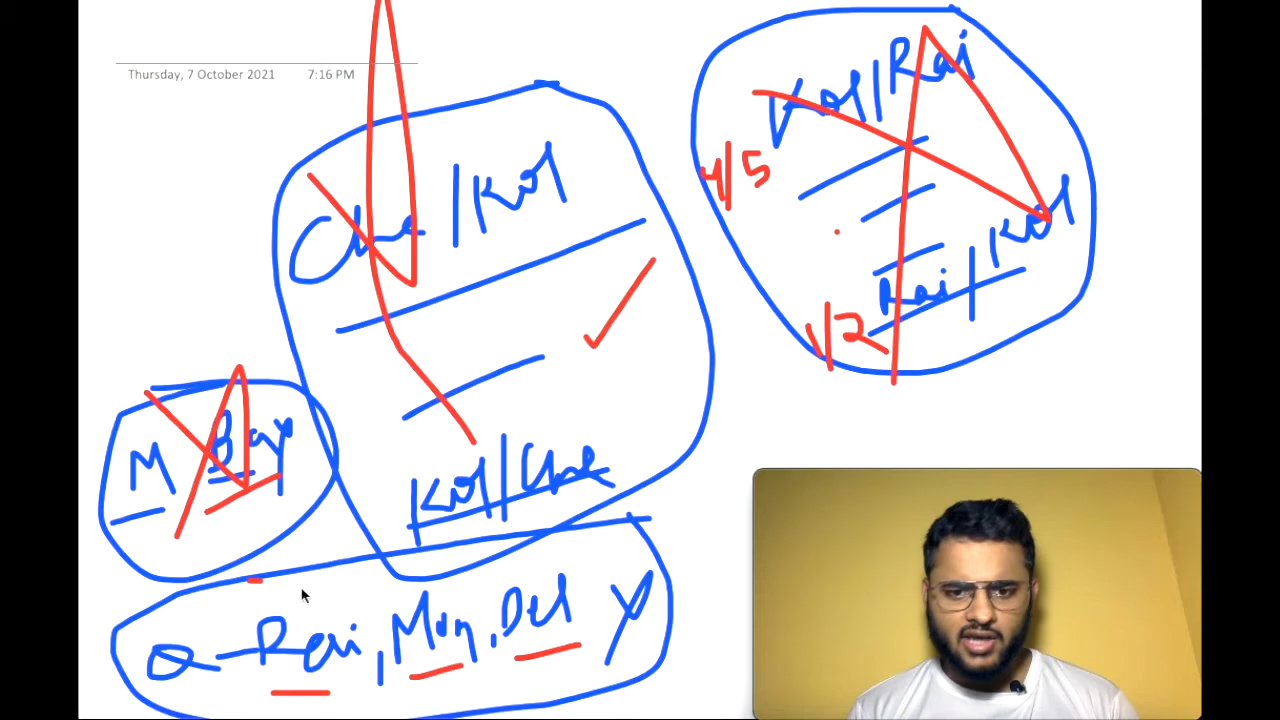 Thursday, 7 October 2021 7:16 PM
Kol/Rai
4/5
Che/Kol
Rai/Kol
1/2
M
Kol/Che
Rai, Mum, Del